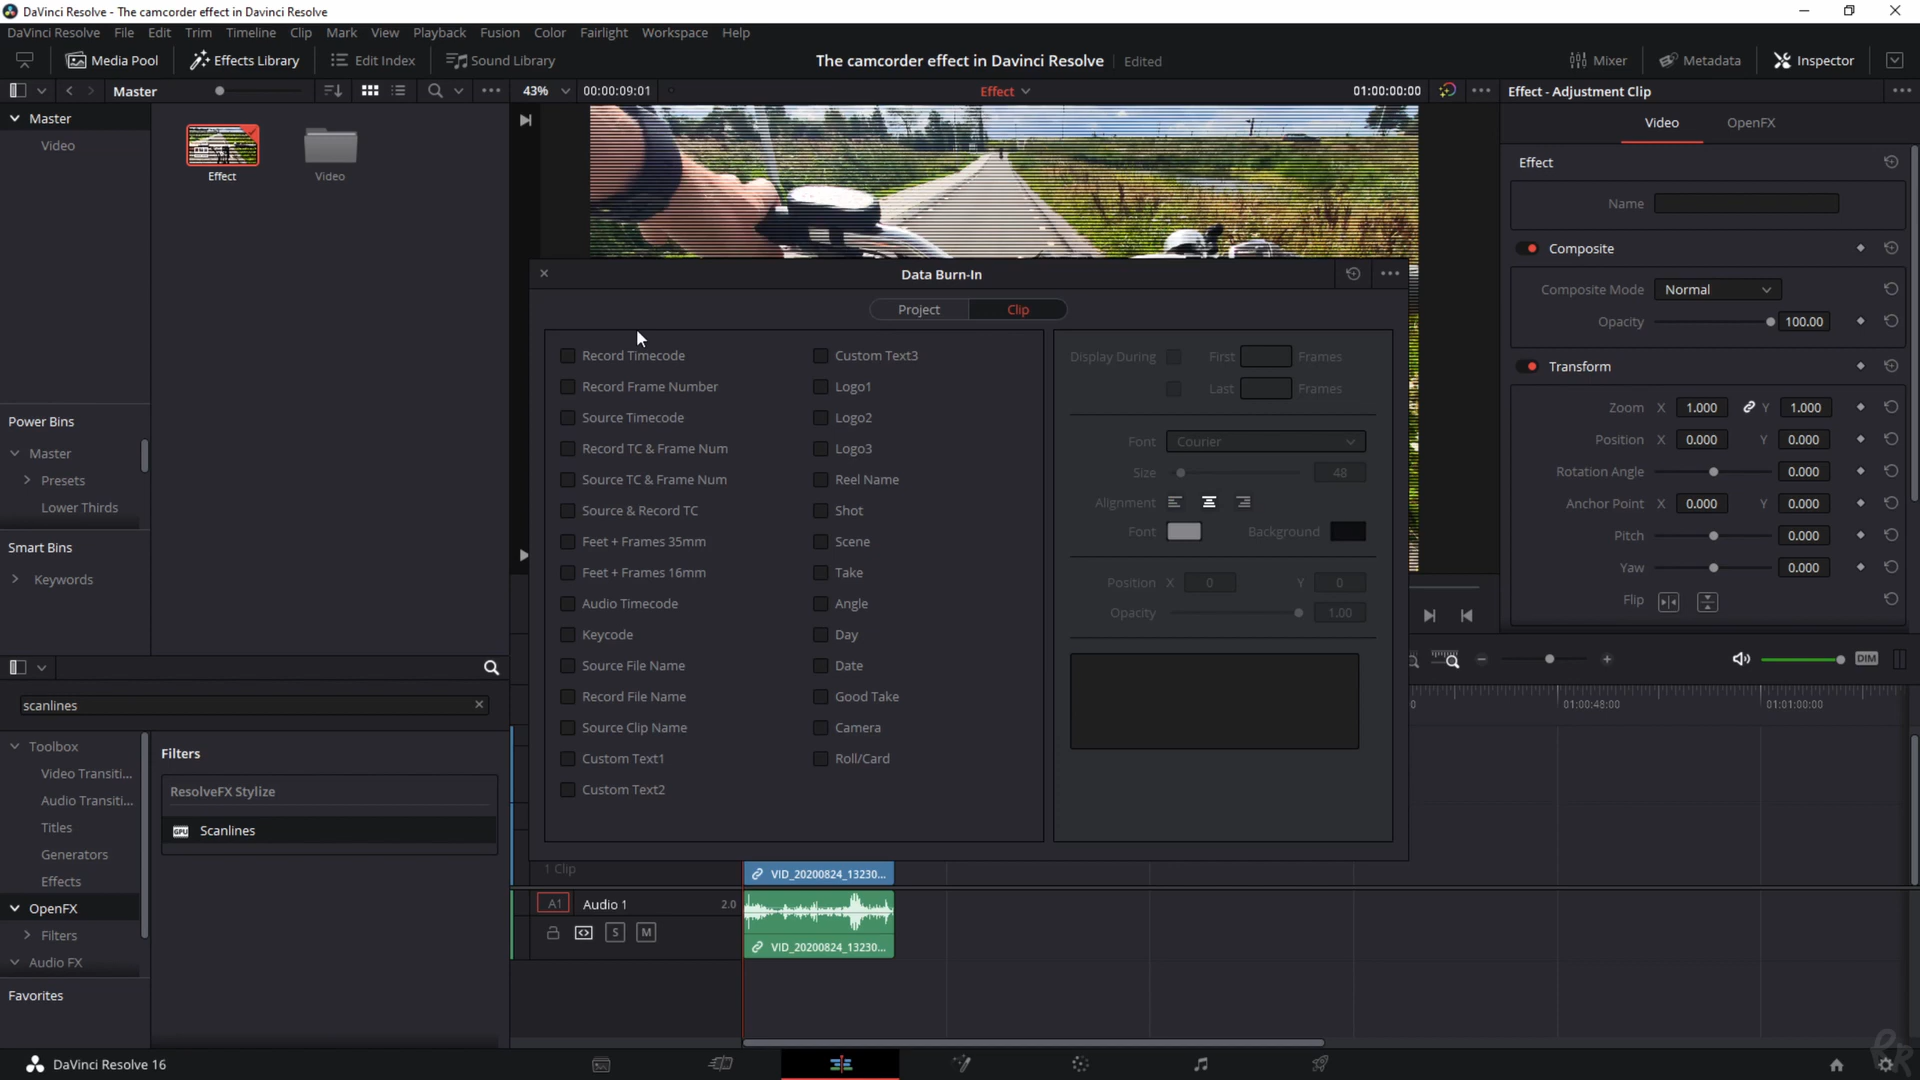 DaVinci Resolve - The camcorder effect in Davinci Resolve
DaVinci Resolve File Edit Trim Timeline Clip Mark View Playback Fusion Color Fairlight Workspace Help
Media Pool Effects Library Edit Index Sound Library The camcorder effect in Davinci Resolve Edited Mixer Metadata Inspector
Master 43% 00:00:09:01 Effect 01:00:00:00 Effect - Adjustment Clip
Master
Video
Effect
Video
Power Bins
Master
Presets
Lower Thirds
Smart Bins
Keywords
Video OpenFX
Effect
Name
Composite
Composite Mode Normal
Opacity 100.00
Transform
Zoom X 1.000 Y 1.000
Position X 0.000 Y 0.000
Rotation Angle 0.000
Anchor Point X 0.000 Y 0.000
Pitch 0.000
Yaw 0.000
Flip
Data Burn-In
Project Clip
Record Timecode
Record Frame Number
Source Timecode
Record TC & Frame Num
Source TC & Frame Num
Source & Record TC
Feet + Frames 35mm
Feet + Frames 16mm
Audio Timecode
Keycode
Source File Name
Record File Name
Source Clip Name
Custom Text1
Custom Text2
Custom Text3
Logo1
Logo2
Logo3
Reel Name
Shot
Scene
Take
Angle
Day
Date
Good Take
Camera
Roll/Card
Display During First Frames
Last Frames
Font Courier
Size 48
Alignment
Font Background
Position X 0 Y 0
Opacity 1.00
scanlines
Toolbox
Video Transiti...
Audio Transiti...
Titles
Generators
Effects
OpenFX
Filters
Audio FX
Favorites
Filters
ResolveFX Stylize
GPU Scanlines
DIM
0 01:00:48:00 01:01:00:00
1 Clip
VID_20200824_13230...
A1 Audio 1 2.0
S M
VID_20200824_13230...
DaVinci Resolve 16